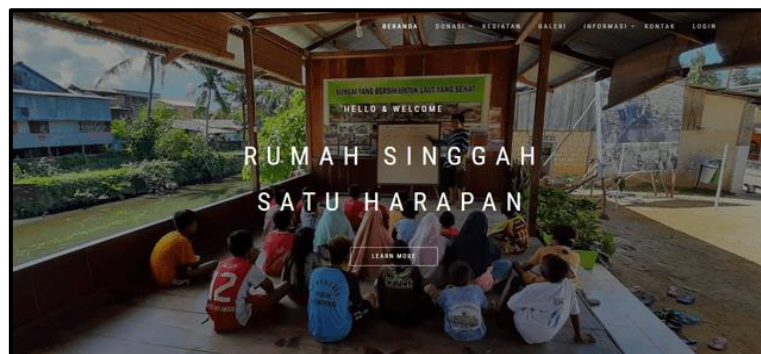 BERANDA DONASI KEGIATAN GALERI INFORMASI KONTAK LOGIN
SUNGAI YANG BERSIH UNTUK LAUT YANG SEHAT
HELLO & WELCOME
RUMAH SINGGAH
SATU HARAPAN
LEARN MORE
12